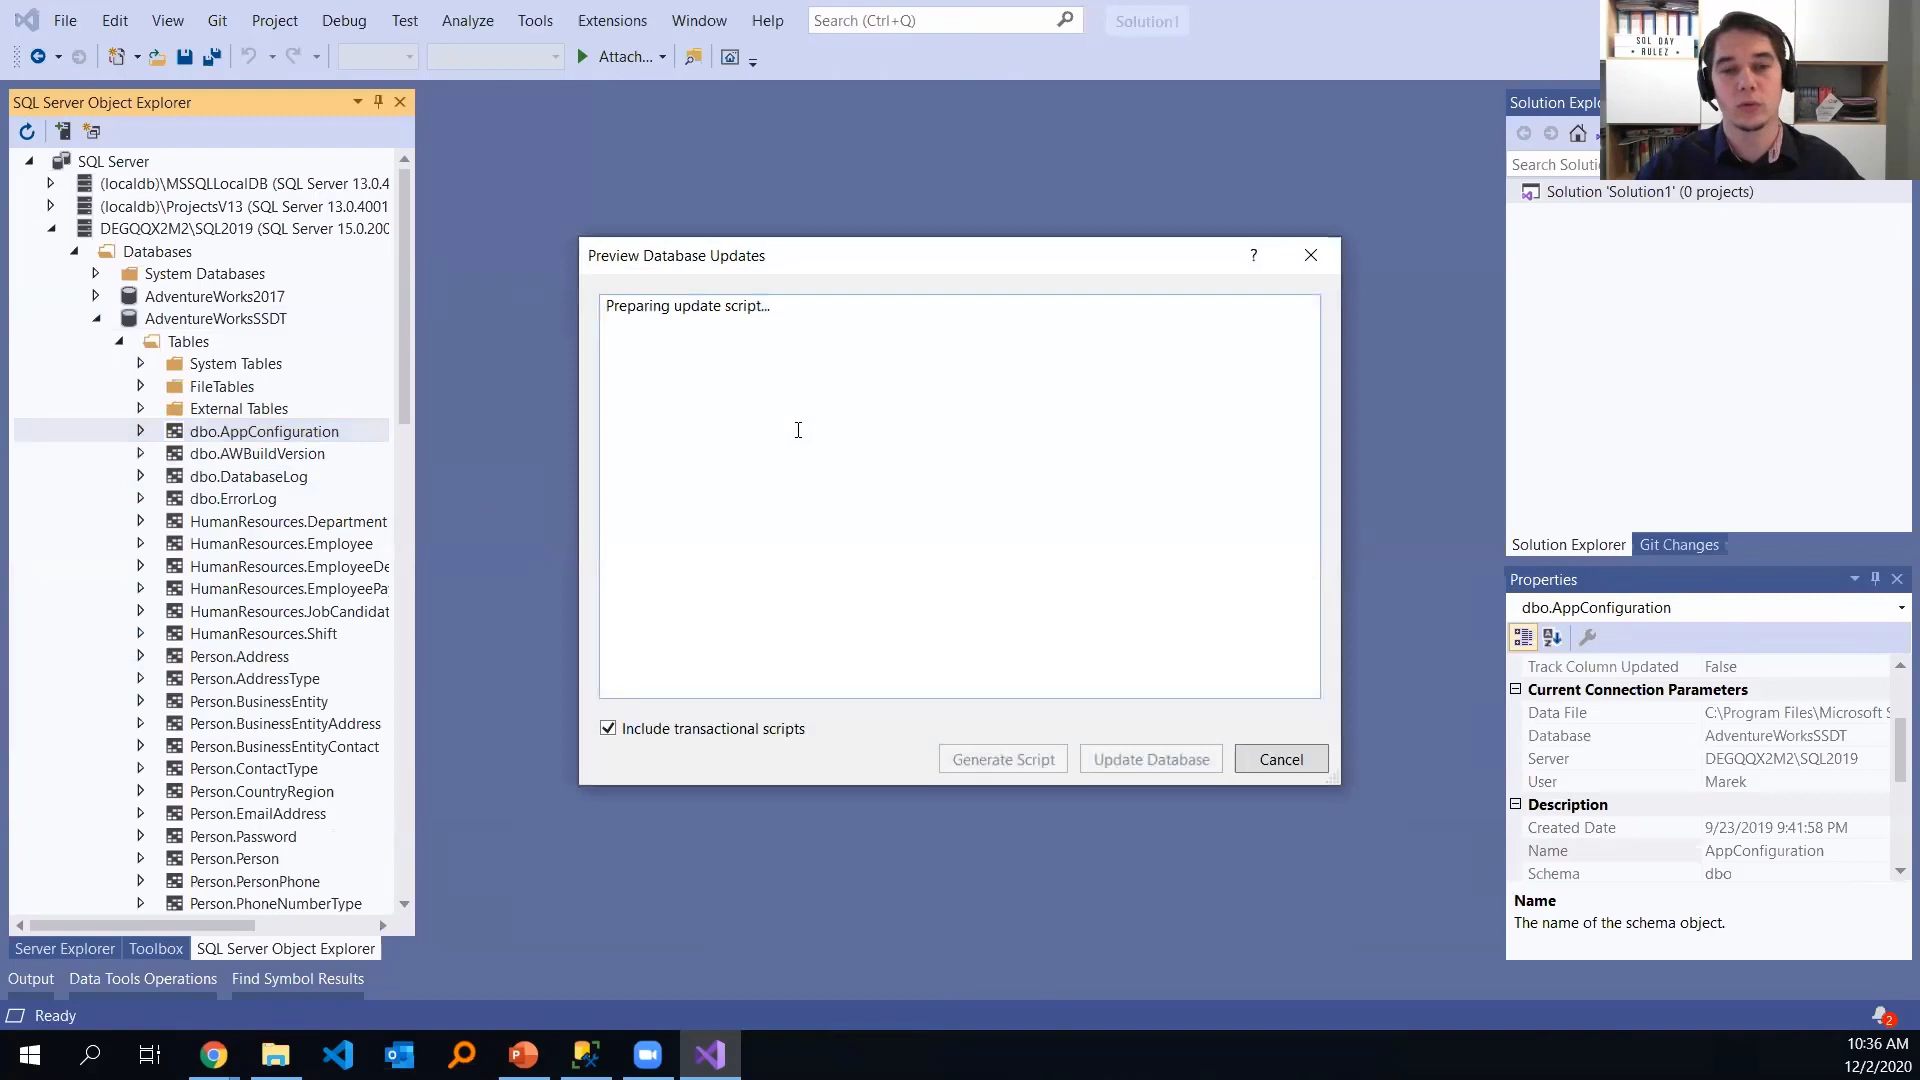 File Edit View Git Project Debug Test Analyze Tools Extensions Window Help Search (Ctrl+Q) Solution1
Attach...
SQL DAY
• RULEZ •
SQL Server Object Explorer
SQL Server
(localdb)\MSSQLLocalDB (SQL Server 13.0.4
(localdb)\ProjectsV13 (SQL Server 13.0.4001
DEGQQX2M2\SQL2019 (SQL Server 15.0.200
Databases
System Databases
AdventureWorks2017
AdventureWorksSSDT
Tables
System Tables
FileTables
External Tables
dbo.AppConfiguration
dbo.AWBuildVersion
dbo.DatabaseLog
dbo.ErrorLog
HumanResources.Department
HumanResources.Employee
HumanResources.EmployeeDe
HumanResources.EmployeePa
HumanResources.JobCandidat
HumanResources.Shift
Person.Address
Person.AddressType
Person.BusinessEntity
Person.BusinessEntityAddress
Person.BusinessEntityContact
Person.ContactType
Person.CountryRegion
Person.EmailAddress
Person.Password
Person.Person
Person.PersonPhone
Person.PhoneNumberType
Server Explorer Toolbox SQL Server Object Explorer
Output Data Tools Operations Find Symbol Results
Preview Database Updates ?
Preparing update script...
Include transactional scripts
Generate Script Update Database Cancel
Solution Explo
Search Soluti
Solution 'Solution1' (0 projects)
Solution Explorer Git Changes
Properties
dbo.AppConfiguration
Track Column Updated False
Current Connection Parameters
Data File C:\Program Files\Microsoft S
Database AdventureWorksSSDT
Server DEGQQX2M2\SQL2019
User Marek
Description
Created Date 9/23/2019 9:41:58 PM
Name AppConfiguration
Schema dbo
Name
The name of the schema object.
Ready
2
10:36 AM
12/2/2020